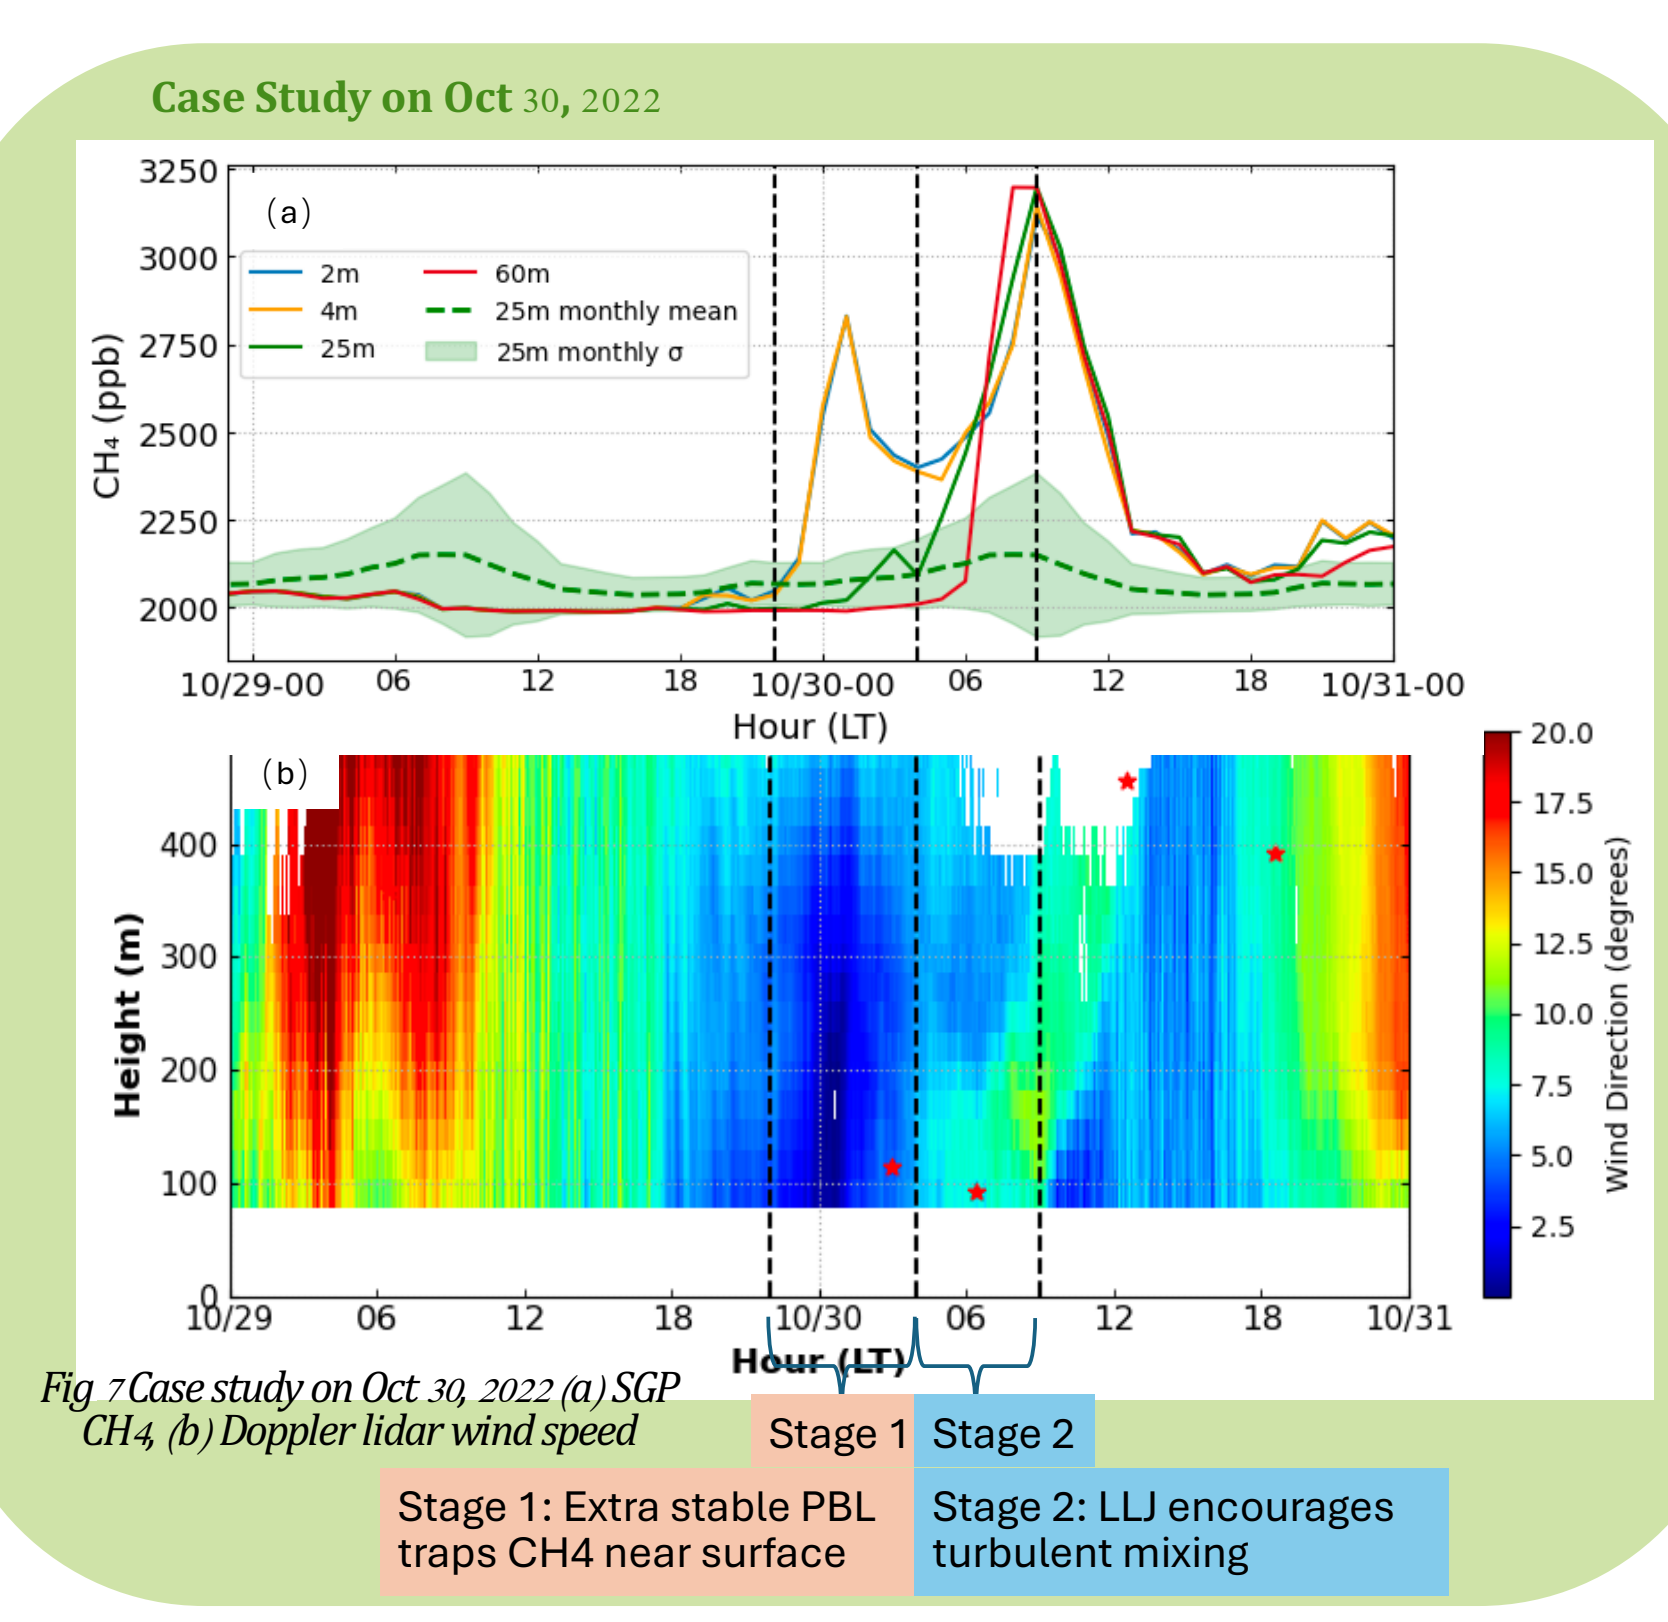 Case Study on Oct 30, 2022
3250
3000
2750
2500
2250
2000
CH₄ (ppb)
(a)
2m
4m
25m
60m
25m monthly mean
25m monthly σ
10/29-00 06 12 18 10/30-00 06 12 18 10/31-00
Hour (LT)
(b)
400
300
200
100
0
Height (m)
10/29 06 12 18 10/30 06 12 18 10/31
Hour (LT)
20.0
17.5
15.0
12.5
10.0
7.5
5.0
2.5
Wind Direction (degrees)
Fig 7 Case study on Oct 30, 2022 (a) SGP
CH4, (b) Doppler lidar wind speed
Stage 1
Stage 2
Stage 1: Extra stable PBL
traps CH4 near surface
Stage 2: LLJ encourages
turbulent mixing